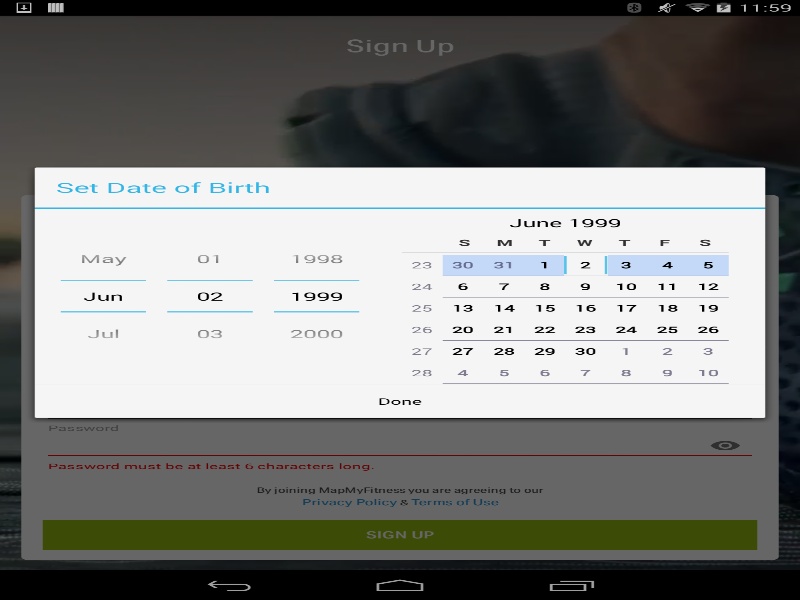 11:59
Sign Up
Set Date of Birth
June 1999
S M T W T F S
May 01 1998
23 30 31 1 2 3 4 5
24 6 7 8 9 10 11 12
Jun 02 1999
25 13 14 15 16 17 18 19
26 20 21 22 23 24 25 26
Jul 03 2000
27 27 28 29 30 1 2 3
28 4 5 6 7 8 9 10
Done
Password
Password must be at least 6 characters long.
By joining MapMyFitness you are agreeing to our
Privacy Policy & Terms of Use
SIGN UP